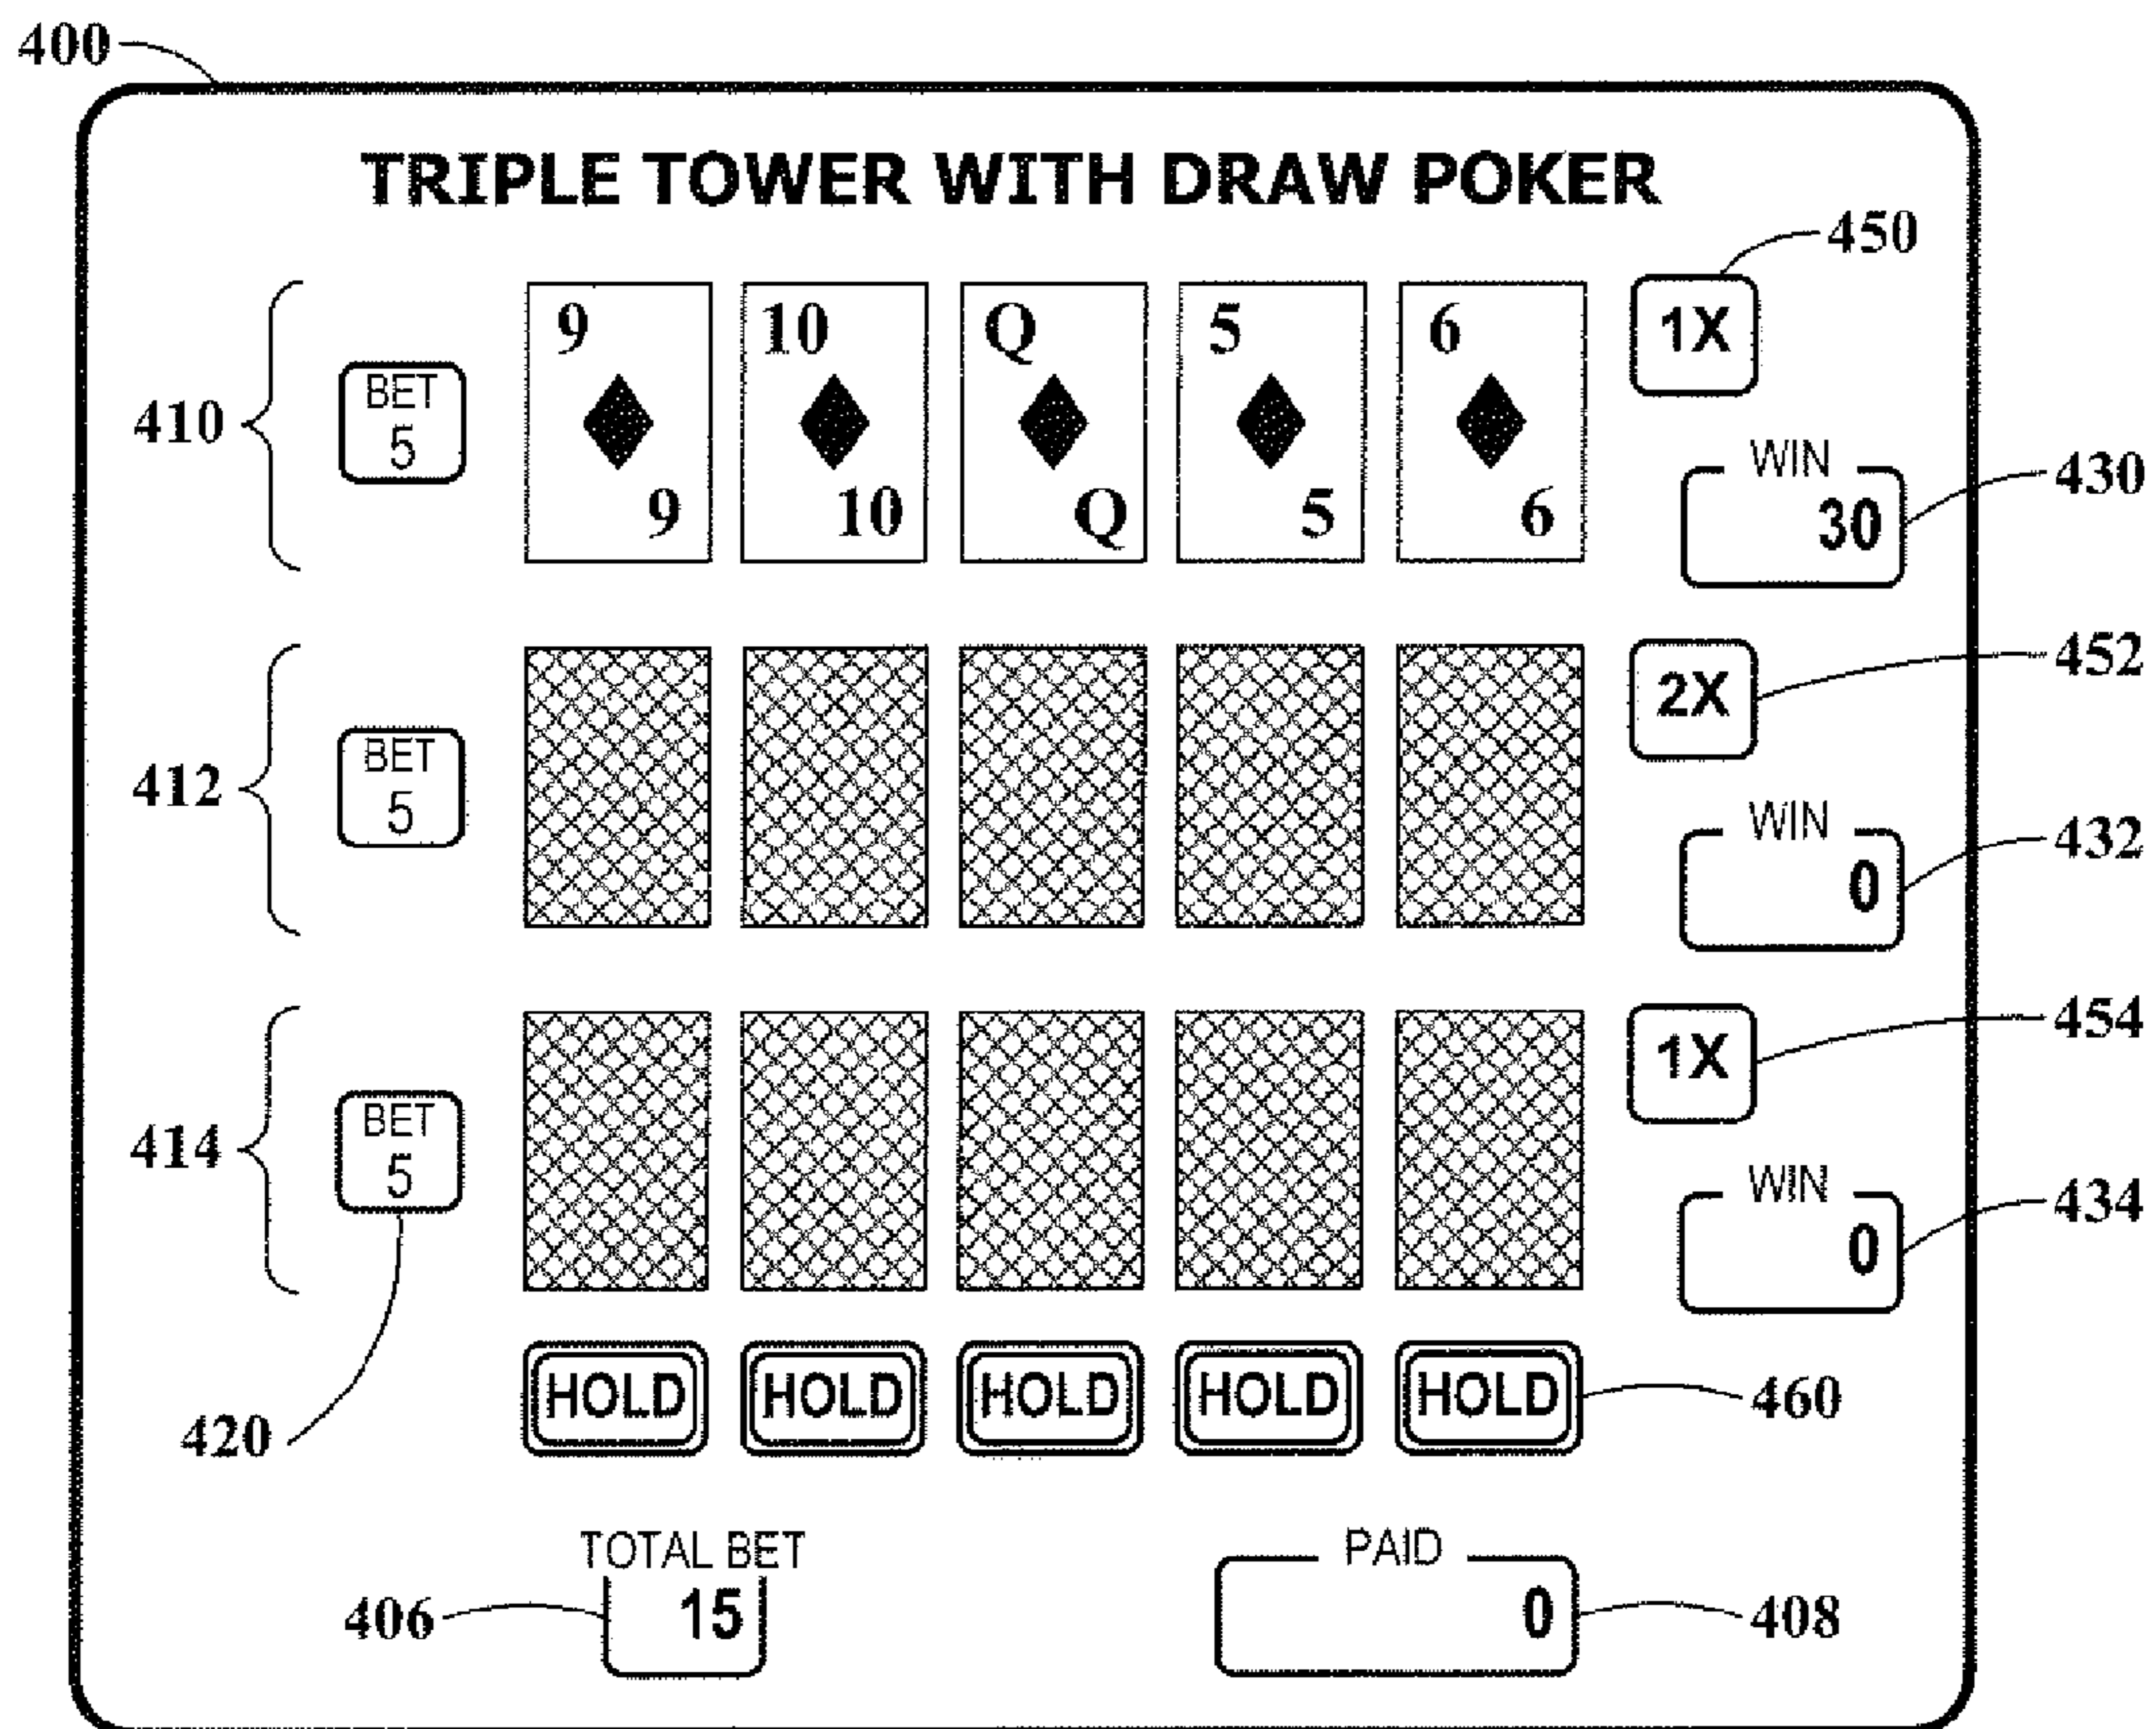 400
TRIPLE TOWER WITH DRAW POKER
450
9 10 Q 5 6 1X
BET
410 5
9 10 Q 5 6
WIN 430
30
452
2X
BET
412 5
WIN 432
0
454
1X
BET
414 5
WIN 434
0
HOLD HOLD HOLD HOLD HOLD 460
420
TOTAL BET PAID
406 15 0 408